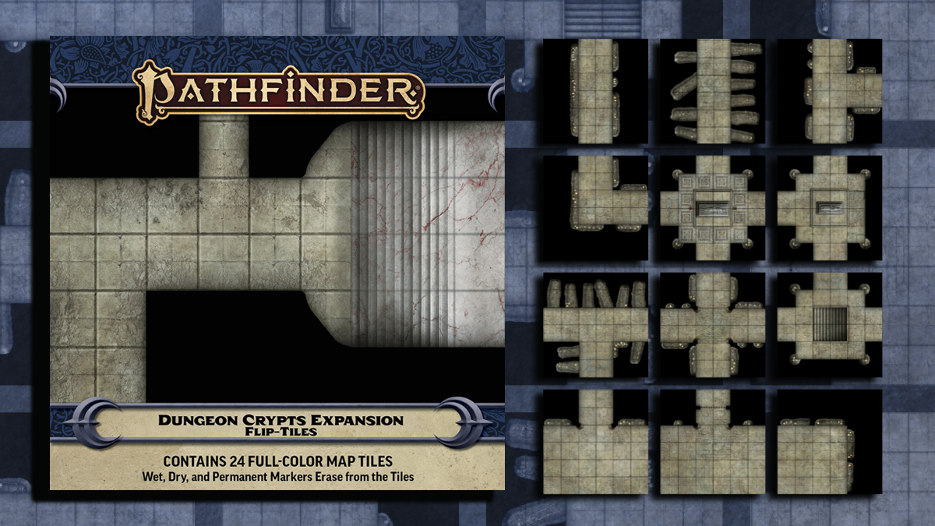 PATHFINDER®
DUNGEON CRYPTS EXPANSION
FLIP-TILES
CONTAINS 24 FULL-COLOR MAP TILES
Wet, Dry, and Permanent Markers Erase from the Tiles